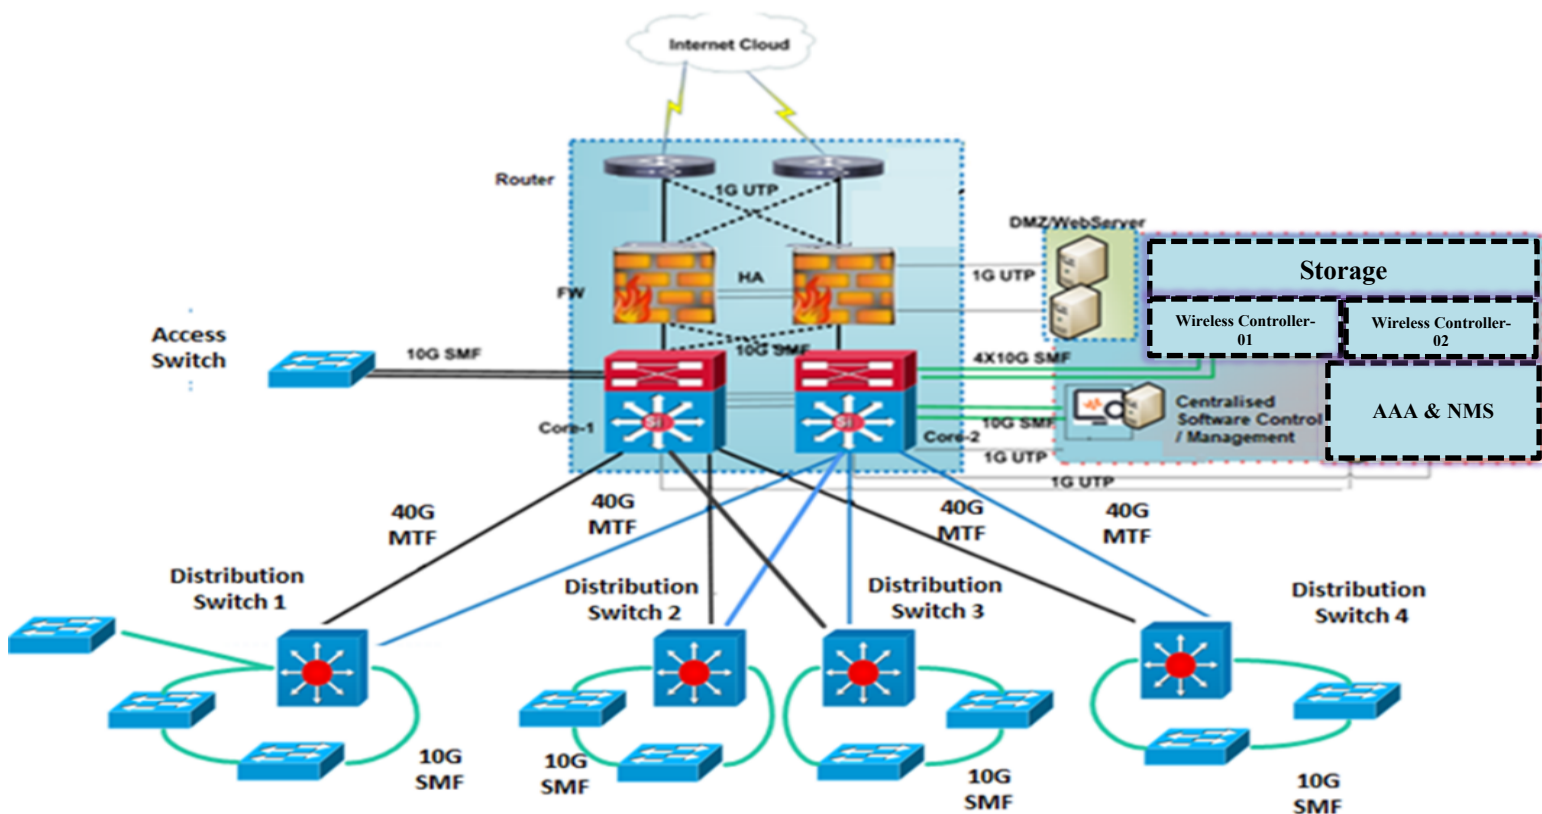 Internet Cloud
Router
1G UTP
DMZ/WebServer
FW
HA
1G UTP
Storage
Wireless Controller-
01
Wireless Controller-
02
Access
Switch
10G SMF
10G SMF
4X10G SMF
Si
Si
Core-1
Core-2
10G SMF
1G UTP
Centralised
Software Control
/ Management
AAA & NMS
1G UTP
40G
MTF
40G
MTF
40G
MTF
40G
MTF
Distribution
Switch 1
Distribution
Switch 2
Distribution
Switch 3
Distribution
Switch 4
10G
SMF
10G
SMF
10G
SMF
10G
SMF